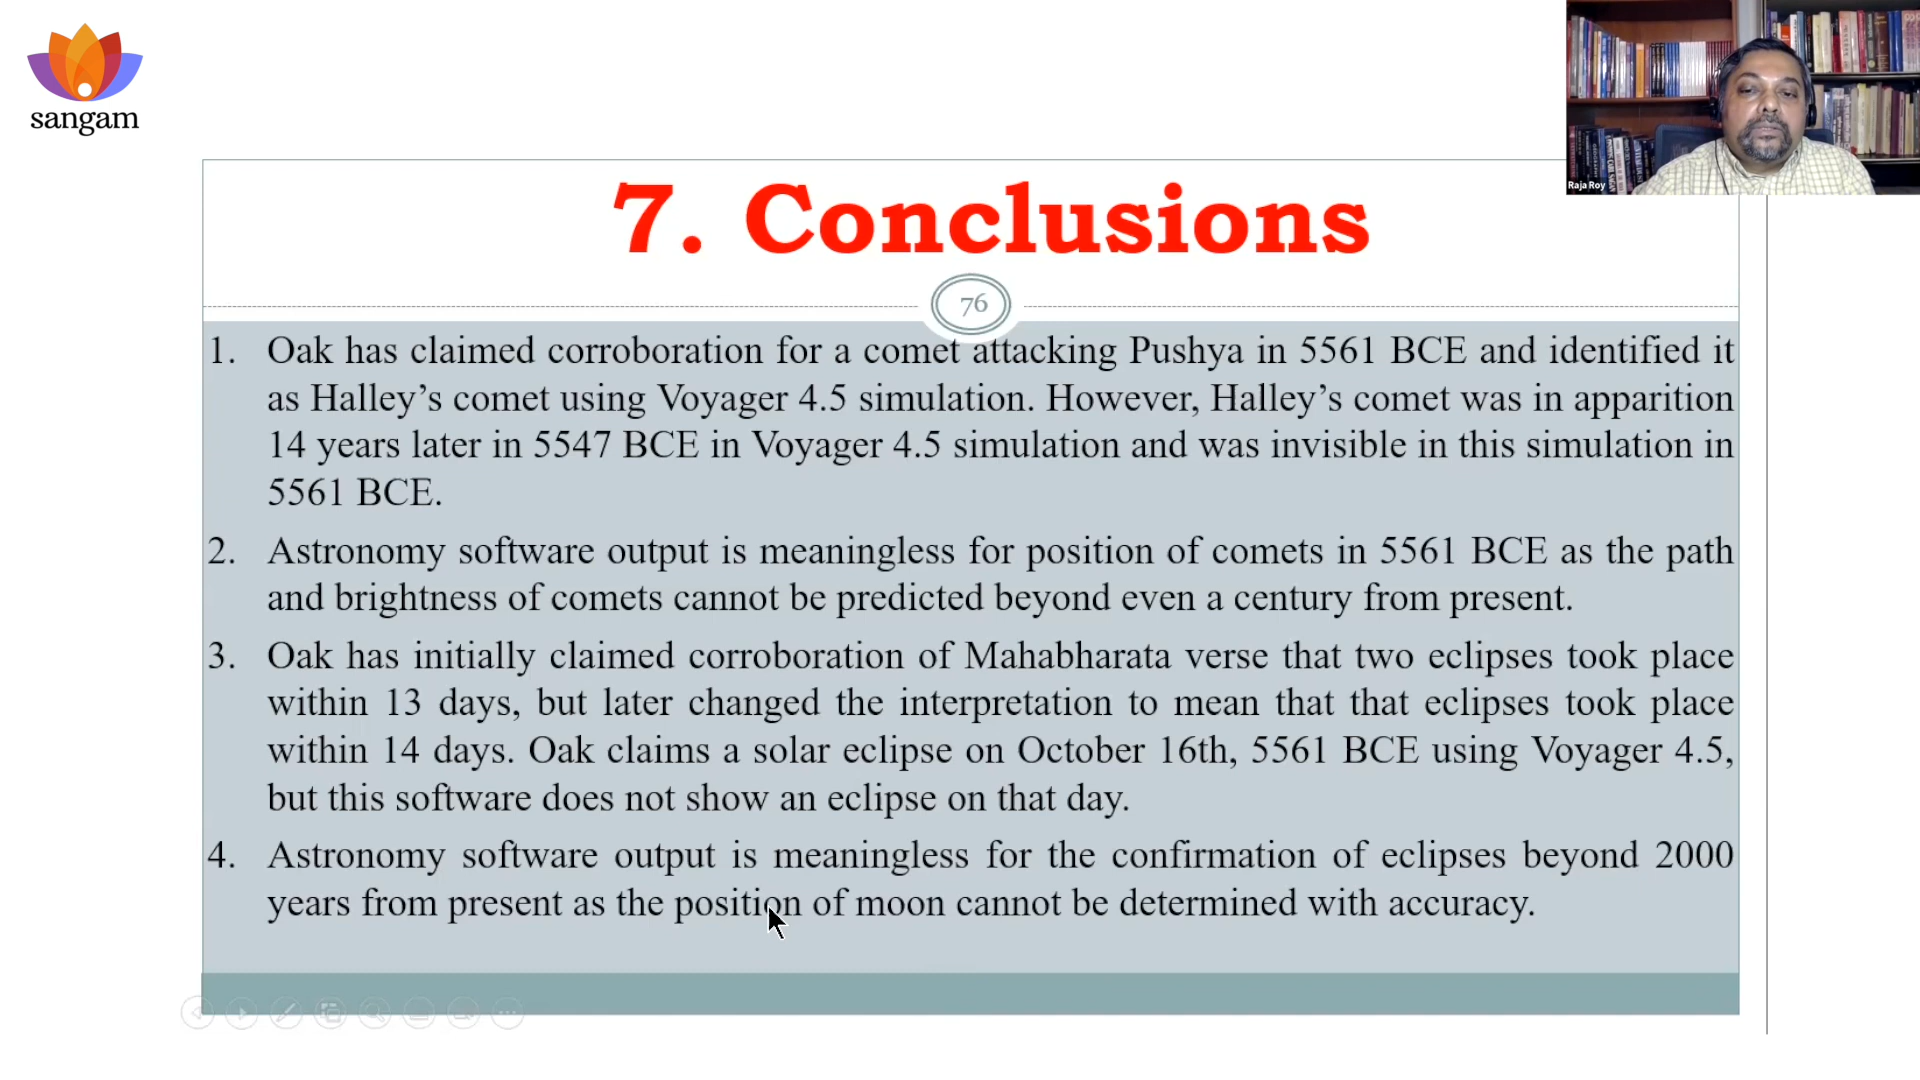 sangam
Raja Roy
7. Conclusions
76
1. Oak has claimed corroboration for a comet attacking Pushya in 5561 BCE and identified it
as Halley’s comet using Voyager 4.5 simulation. However, Halley’s comet was in apparition
14 years later in 5547 BCE in Voyager 4.5 simulation and was invisible in this simulation in
5561 BCE.
2. Astronomy software output is meaningless for position of comets in 5561 BCE as the path
and brightness of comets cannot be predicted beyond even a century from present.
3. Oak has initially claimed corroboration of Mahabharata verse that two eclipses took place
within 13 days, but later changed the interpretation to mean that that eclipses took place
within 14 days. Oak claims a solar eclipse on October 16th, 5561 BCE using Voyager 4.5,
but this software does not show an eclipse on that day.
4. Astronomy software output is meaningless for the confirmation of eclipses beyond 2000
years from present as the position of moon cannot be determined with accuracy.